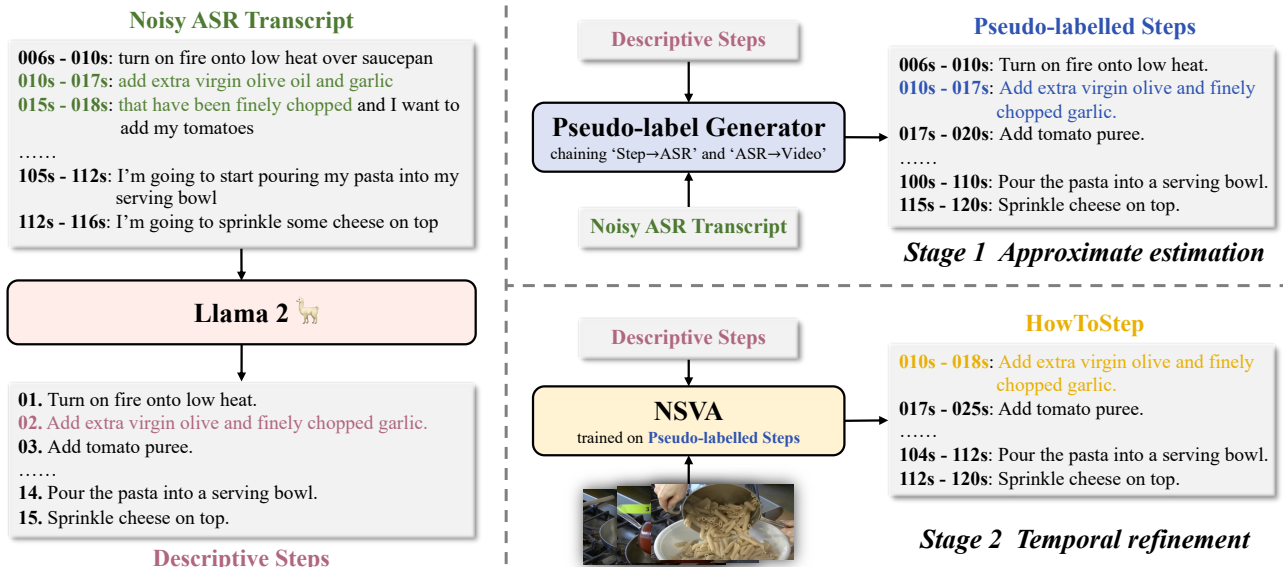 Noisy ASR Transcript
006s - 010s: turn on fire onto low heat over saucepan
010s - 017s: add extra virgin olive oil and garlic
015s - 018s: that have been finely chopped and I want to
add my tomatoes
......
105s - 112s: I'm going to start pouring my pasta into my
serving bowl
112s - 116s: I'm going to sprinkle some cheese on top
Llama 2
01. Turn on fire onto low heat.
02. Add extra virgin olive and finely chopped garlic.
03. Add tomato puree.
......
14. Pour the pasta into a serving bowl.
15. Sprinkle cheese on top.
Descriptive Steps
Descriptive Steps
Pseudo-label Generator
chaining 'Step→ASR' and 'ASR→Video'
Noisy ASR Transcript
Pseudo-labelled Steps
006s - 010s: Turn on fire onto low heat.
010s - 017s: Add extra virgin olive and finely
chopped garlic.
017s - 020s: Add tomato puree.
......
100s - 110s: Pour the pasta into a serving bowl.
115s - 120s: Sprinkle cheese on top.
Stage 1 Approximate estimation
Descriptive Steps
NSVA
trained on Pseudo-labelled Steps
HowToStep
010s - 018s: Add extra virgin olive and finely
chopped garlic.
017s - 025s: Add tomato puree.
......
104s - 112s: Pour the pasta into a serving bowl.
112s - 120s: Sprinkle cheese on top.
Stage 2 Temporal refinement